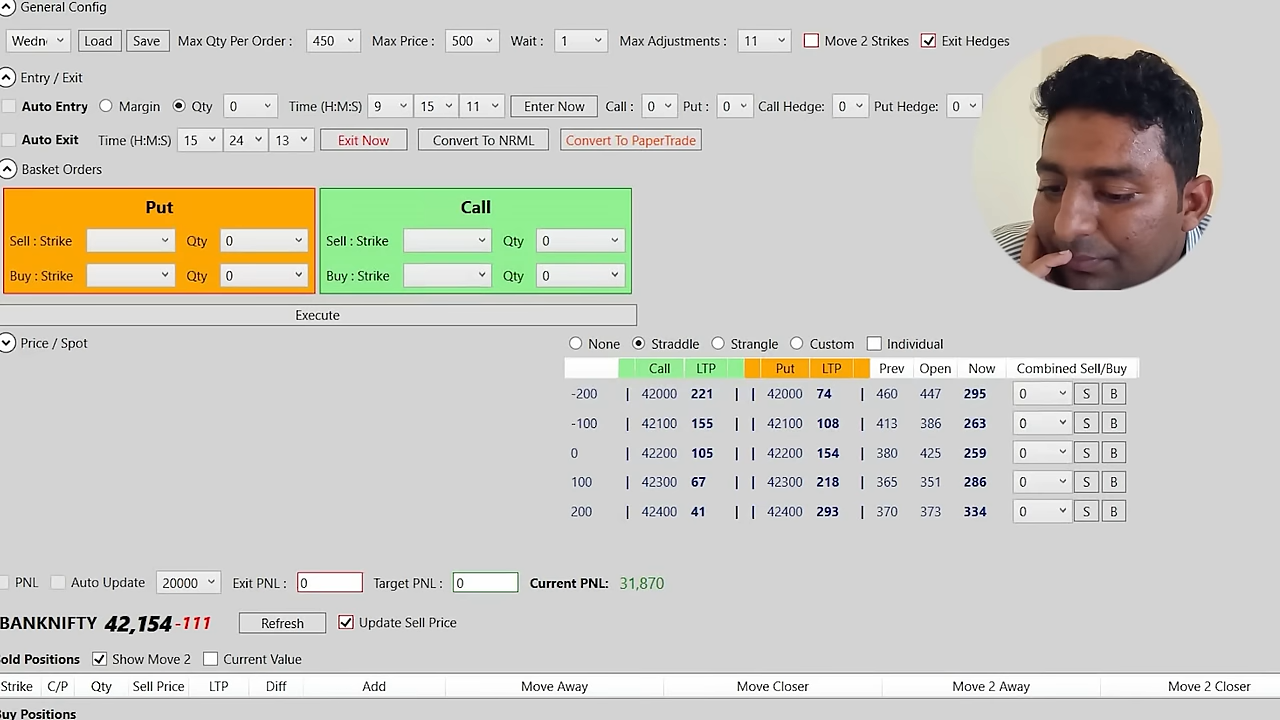 General Config
Wedn Load Save Max Qty Per Order : 450 Max Price : 500 Wait : 1 Max Adjustments : 11 Move 2 Strikes Exit Hedges
Entry / Exit
Auto Entry Margin Qty 0 Time (H:M:S) 9 15 11 Enter Now Call : 0 Put : 0 Call Hedge: 0 Put Hedge: 0
Auto Exit Time (H:M:S) 15 24 13 Exit Now Convert To NRML Convert To PaperTrade
Basket Orders
Put Call
Sell : Strike Qty 0 Sell : Strike Qty 0
Buy : Strike Qty 0 Buy : Strike Qty 0
Execute
Price / Spot None Straddle Strangle Custom Individual
Call LTP Put LTP Prev Open Now Combined Sell/Buy
-200 | 42000 221 | | 42000 74 | 460 447 295 0 S B
-100 | 42100 155 | | 42100 108 | 413 386 263 0 S B
0 | 42200 105 | | 42200 154 | 380 425 259 0 S B
100 | 42300 67 | | 42300 218 | 365 351 286 0 S B
200 | 42400 41 | | 42400 293 | 370 373 334 0 S B
PNL Auto Update 20000 Exit PNL : 0 Target PNL : 0 Current PNL: 31,870
BANKNIFTY 42,154 -111 Refresh Update Sell Price
old Positions Show Move 2 Current Value
Strike C/P Qty Sell Price LTP Diff Add Move Away Move Closer Move 2 Away Move 2 Closer
Buy Positions